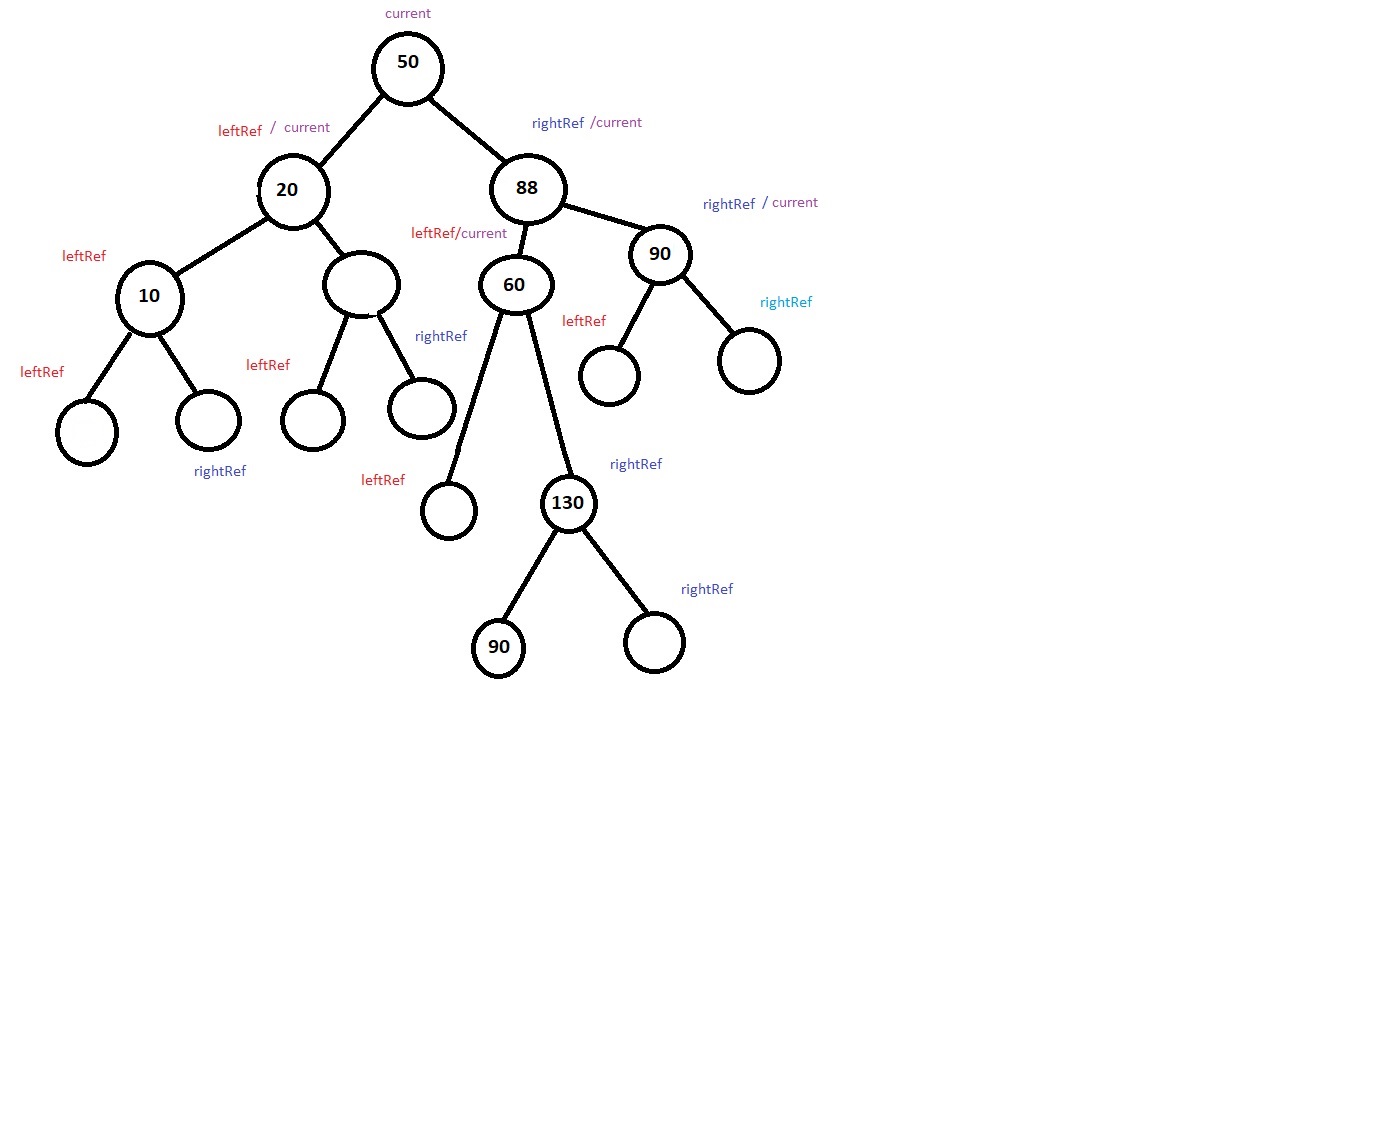 current
50
leftRef / current
rightRef /current
20
88
rightRef / current
leftRef/current
leftRef
90
10
60
rightRef
leftRef
rightRef
leftRef
leftRef
rightRef
rightRef
leftRef
130
rightRef
90